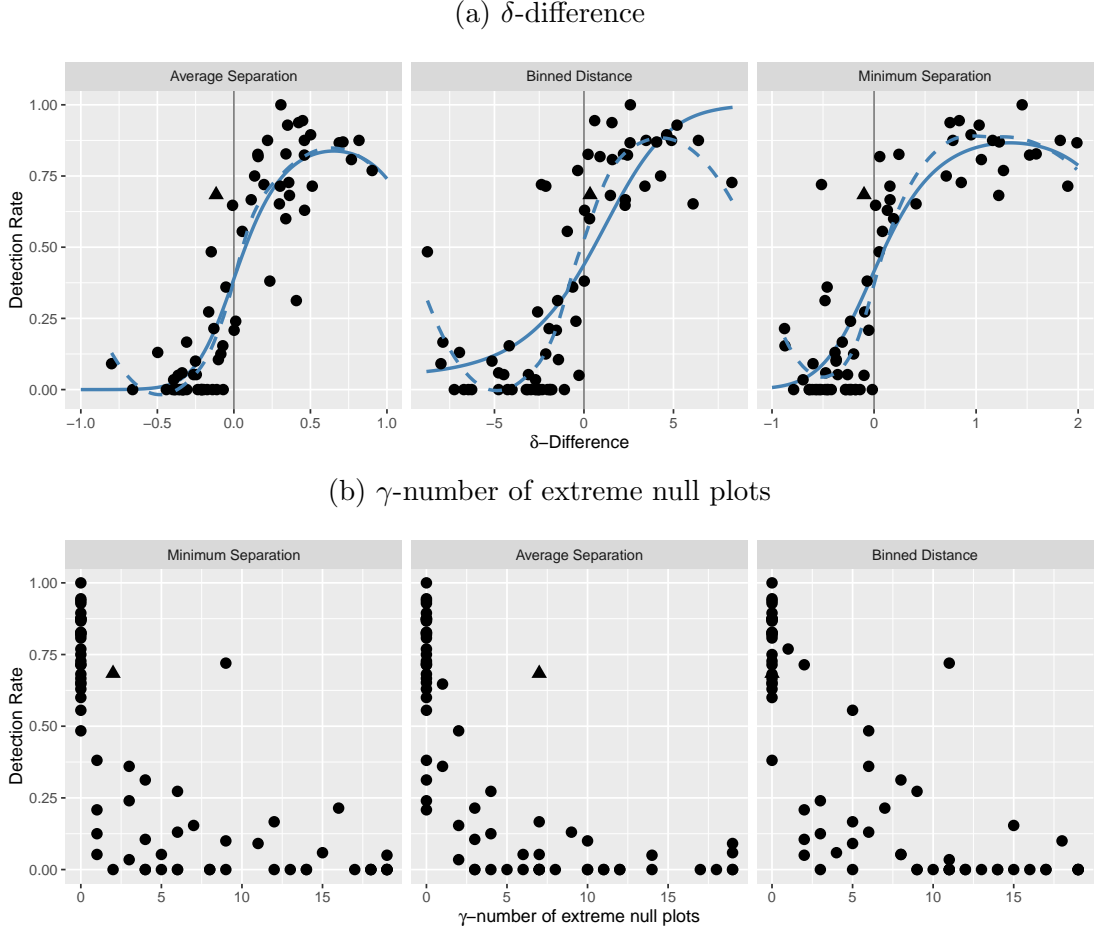 (a) δ-difference
Average Separation
Binned Distance
Minimum Separation
Detection Rate
1.00
0.75
0.50
0.25
0.00
−1.0
−0.5
0.0
0.5
1.0
−5
0
5
−1
0
1
2
δ−Difference
(b) γ-number of extreme null plots
Minimum Separation
Average Separation
Binned Distance
Detection Rate
1.00
0.75
0.50
0.25
0.00
0
5
10
15
0
5
10
15
0
5
10
15
γ−number of extreme null plots